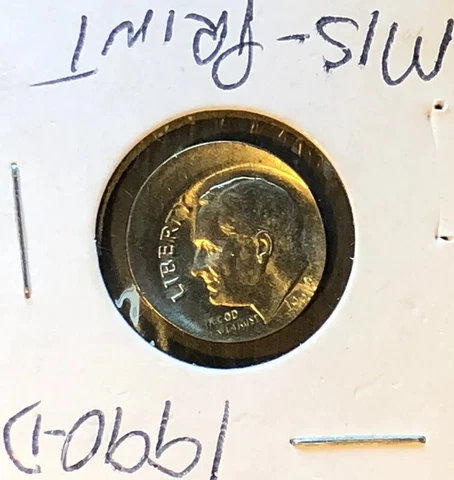 MIS-PRINT
LIBERTY
IN GOD
WE TRUST
1990-D